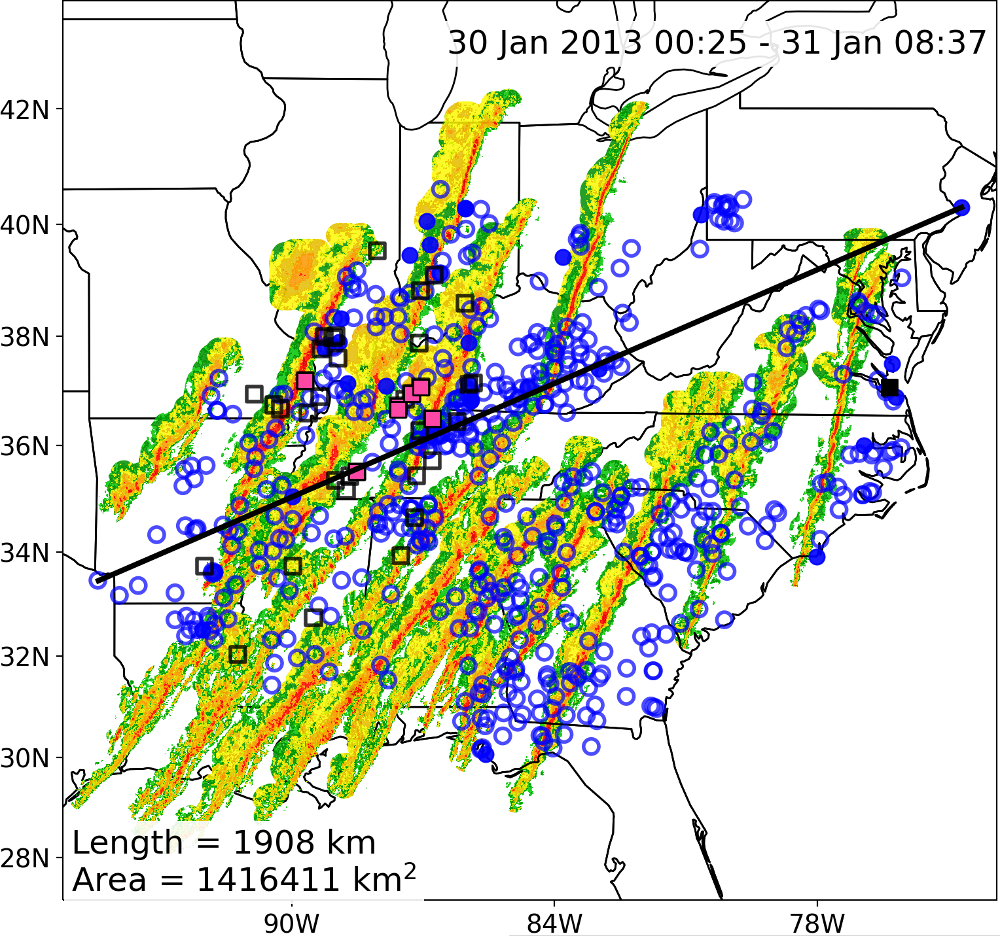 30 Jan 2013 00:25 - 31 Jan 08:37
42N
40N
38N
36N
34N
32N
30N
28N
Length = 1908 km
Area = 1416411 km²
90W 84W 78W